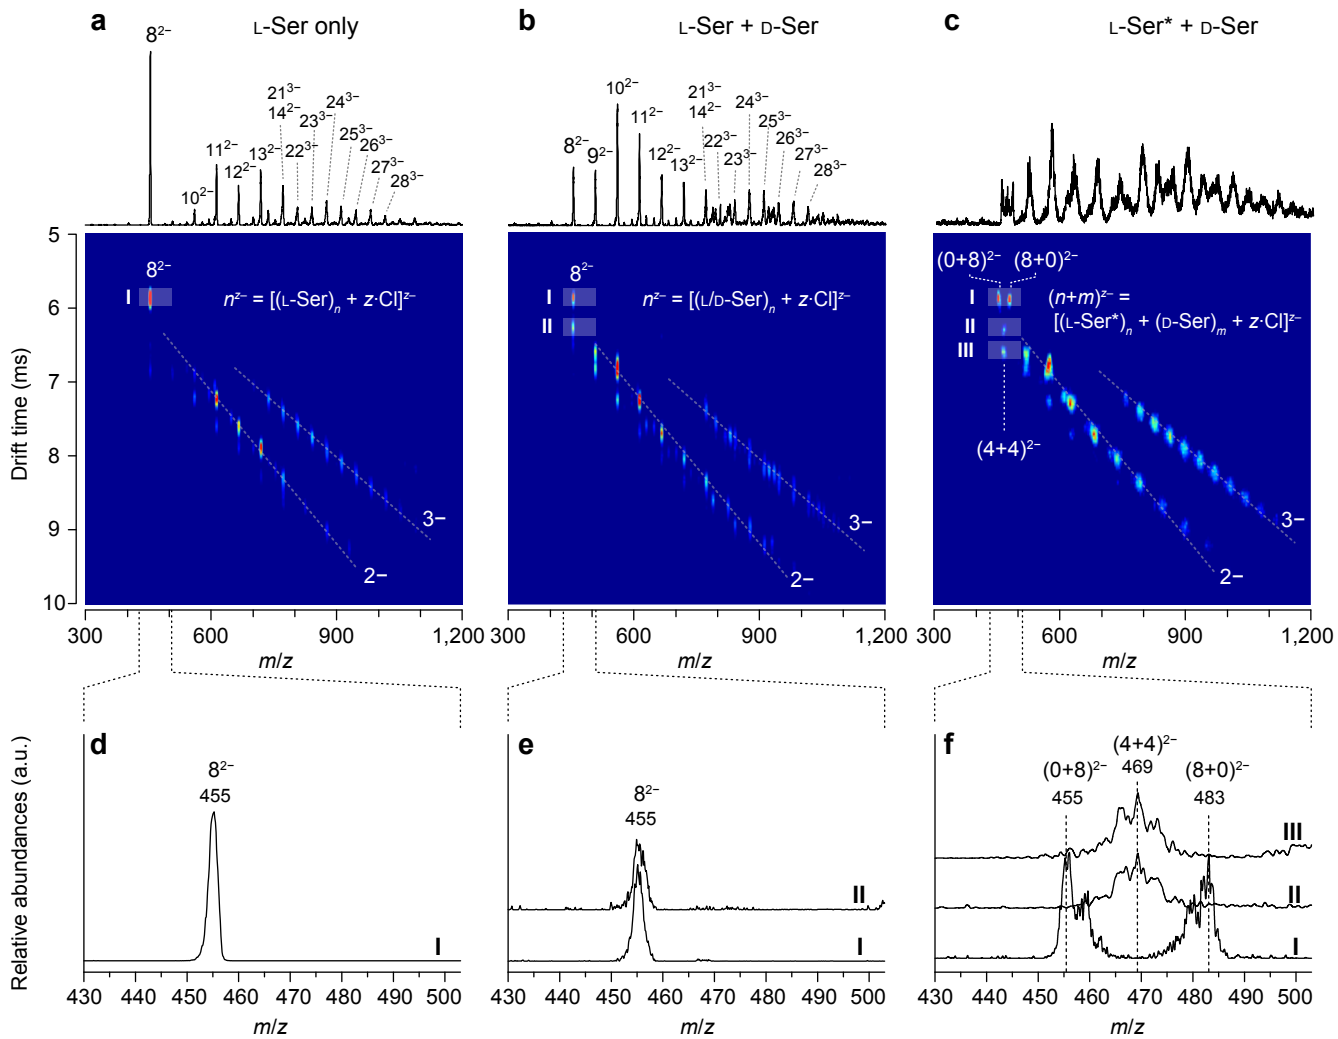 a
L-Ser only
8²⁻
10²⁻
11²⁻
12²⁻
13²⁻
21³⁻
14²⁻
22³⁻
23³⁻
24³⁻
25³⁻
26³⁻
27³⁻
28³⁻
b
L-Ser + D-Ser
8²⁻
9²⁻
10²⁻
11²⁻
12²⁻
13²⁻
21³⁻
14²⁻
22³⁻
23³⁻
24³⁻
25³⁻
26³⁻
27³⁻
28³⁻
c
L-Ser* + D-Ser
Drift time (ms)
5
6
7
8
9
10
8²⁻
I
nᶻ⁻ = [(L-Ser)ₙ + z·Cl]ᶻ⁻
3−
2−
300 600 900 1,200
m/z
8²⁻
I
II
nᶻ⁻ = [(L/D-Ser)ₙ + z·Cl]ᶻ⁻
3−
2−
300 600 900 1,200
m/z
(0+8)²⁻ (8+0)²⁻
I
II
III
(n+m)ᶻ⁻ =
[(L-Ser*)ₙ + (D-Ser)ₘ + z·Cl]ᶻ⁻
(4+4)²⁻
3−
2−
300 600 900 1,200
m/z
Relative abundances (a.u.)
d
8²⁻
455
I
430 440 450 460 470 480 490 500
m/z
e
8²⁻
455
II
I
430 440 450 460 470 480 490 500
m/z
f
(4+4)²⁻
469
(0+8)²⁻
455
(8+0)²⁻
483
III
II
I
430 440 450 460 470 480 490 500
m/z